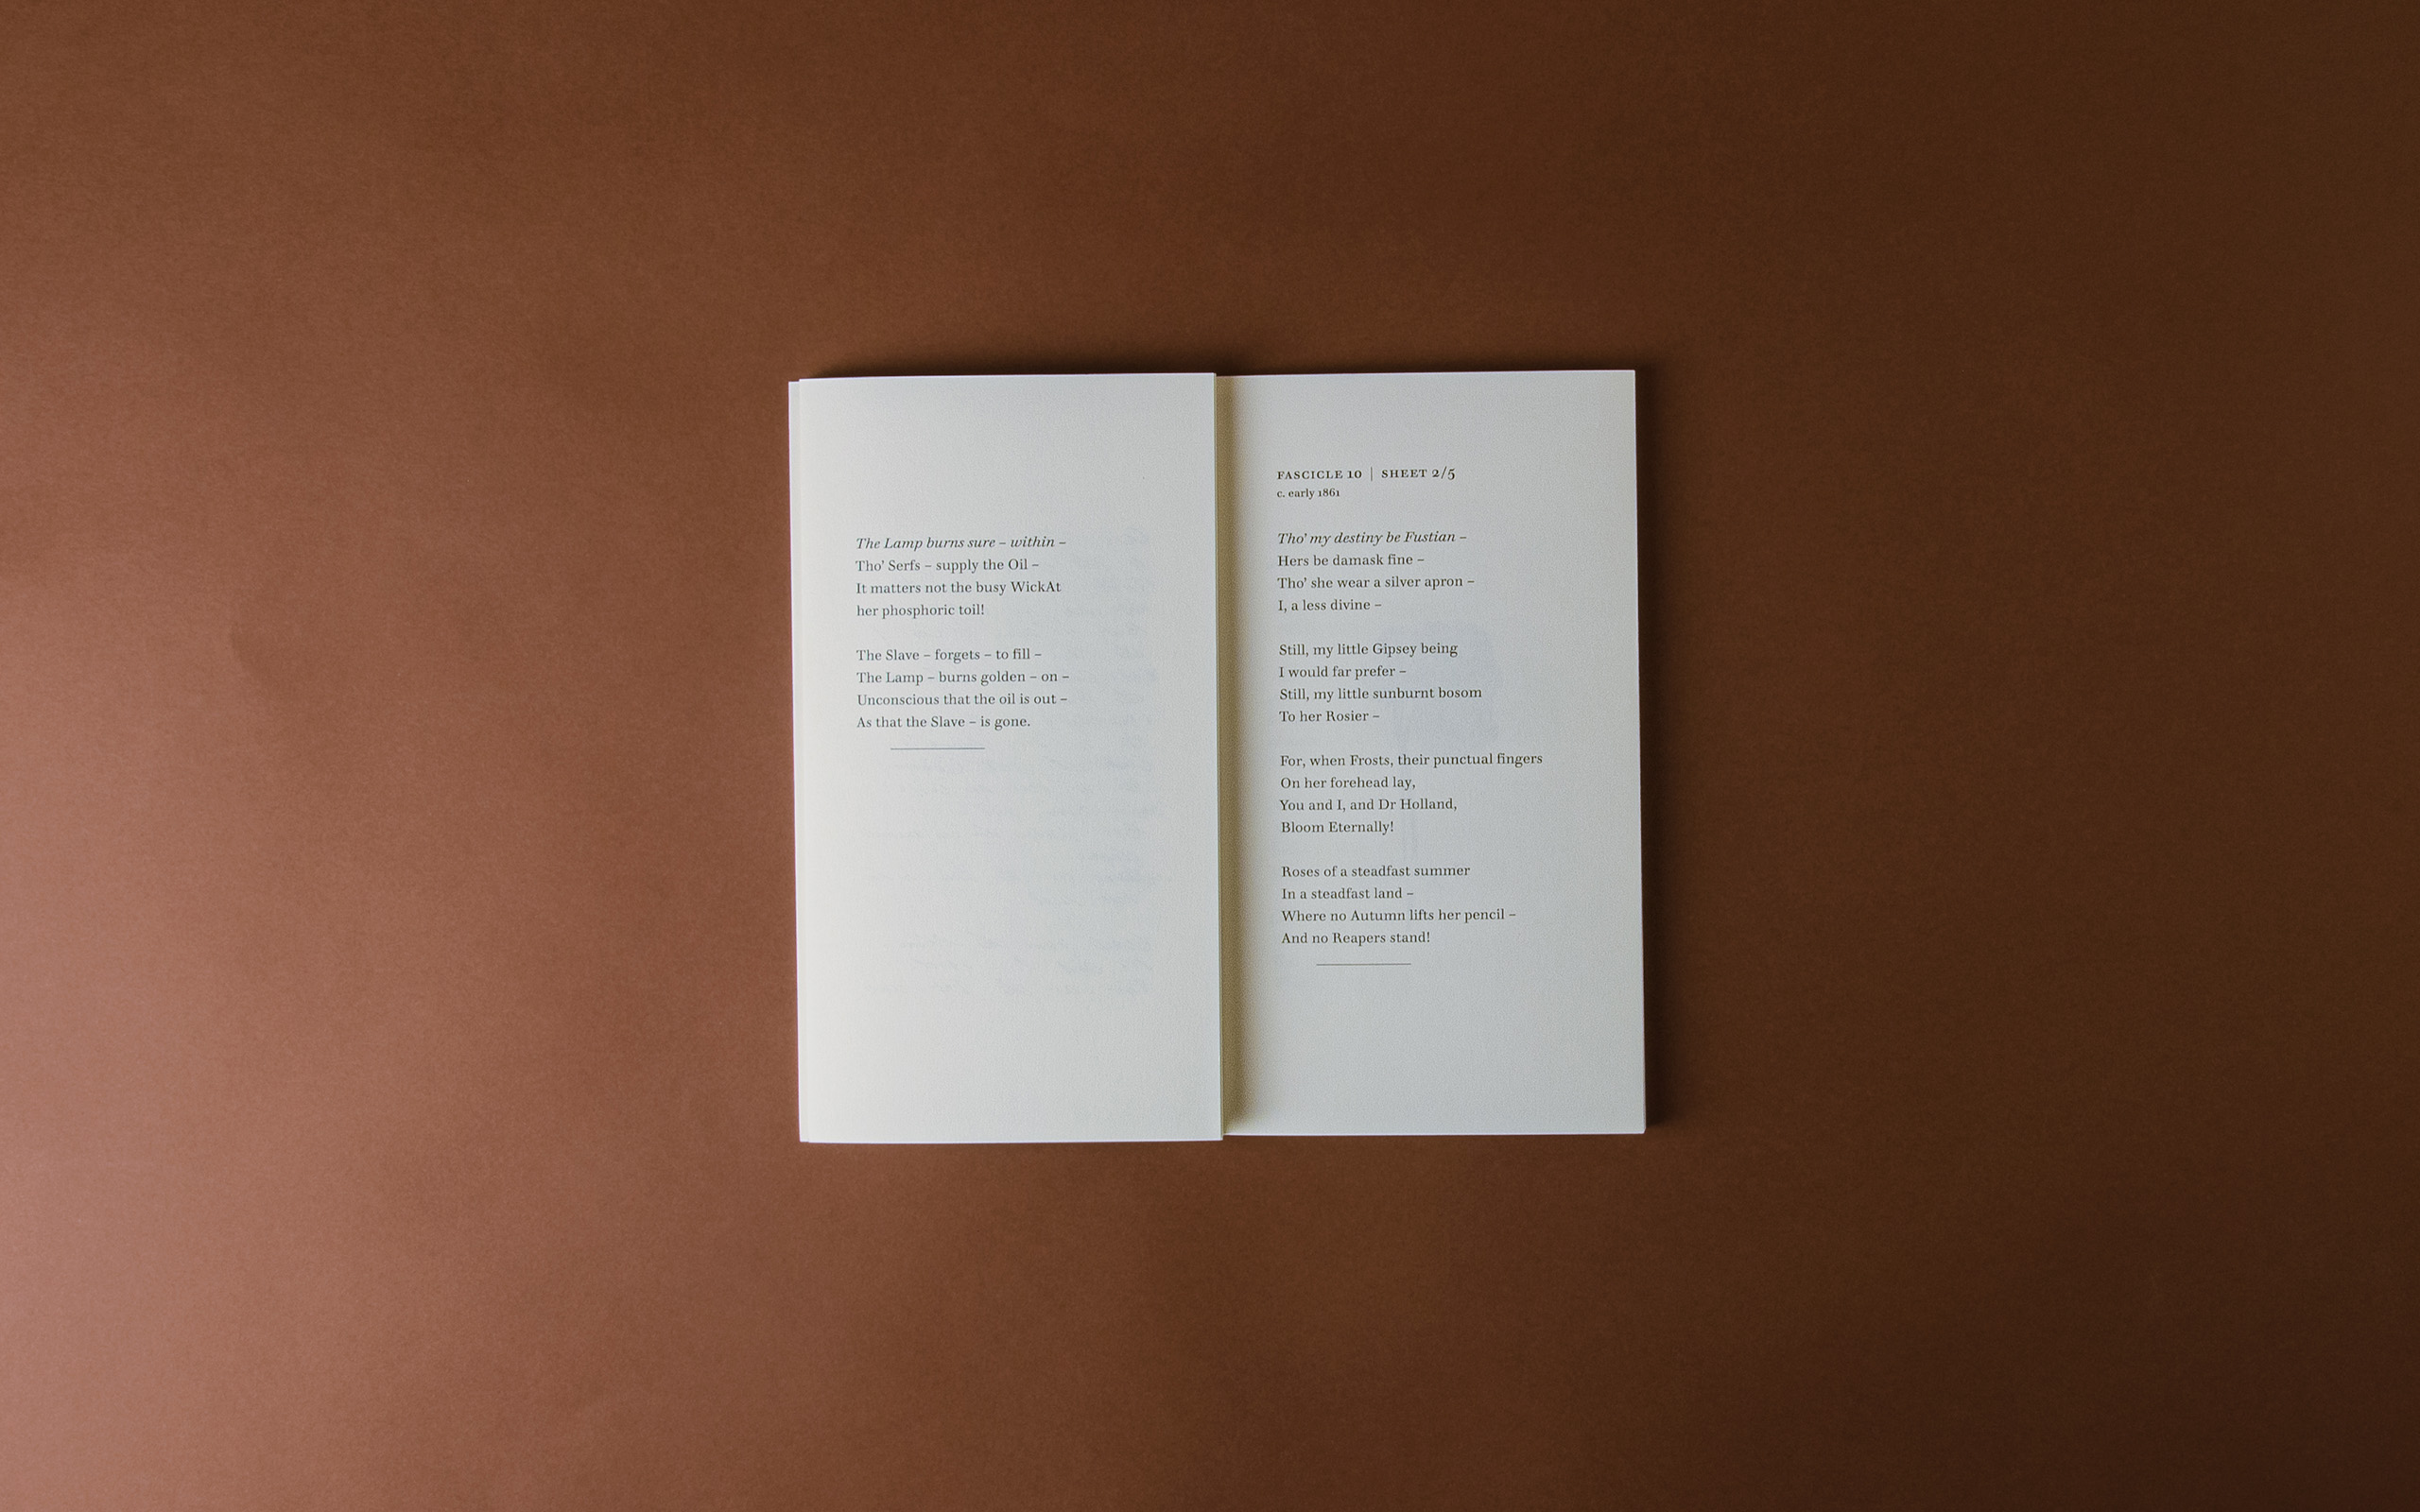 The Lamp burns sure – within –
Tho' Serfs – supply the Oil –
It matters not the busy WickAt
her phosphoric toil!
The Slave – forgets – to fill –
The Lamp – burns golden – on –
Unconscious that the oil is out –
As that the Slave – is gone.
FASCICLE 10 | SHEET 2/5
c. early 1861
Tho' my destiny be Fustian –
Hers be damask fine –
Tho' she wear a silver apron –
I, a less divine –
Still, my little Gipsey being
I would far prefer –
Still, my little sunburnt bosom
To her Rosier –
For, when Frosts, their punctual fingers
On her forehead lay,
You and I, and Dr Holland,
Bloom Eternally!
Roses of a steadfast summer
In a steadfast land –
Where no Autumn lifts her pencil –
And no Reapers stand!